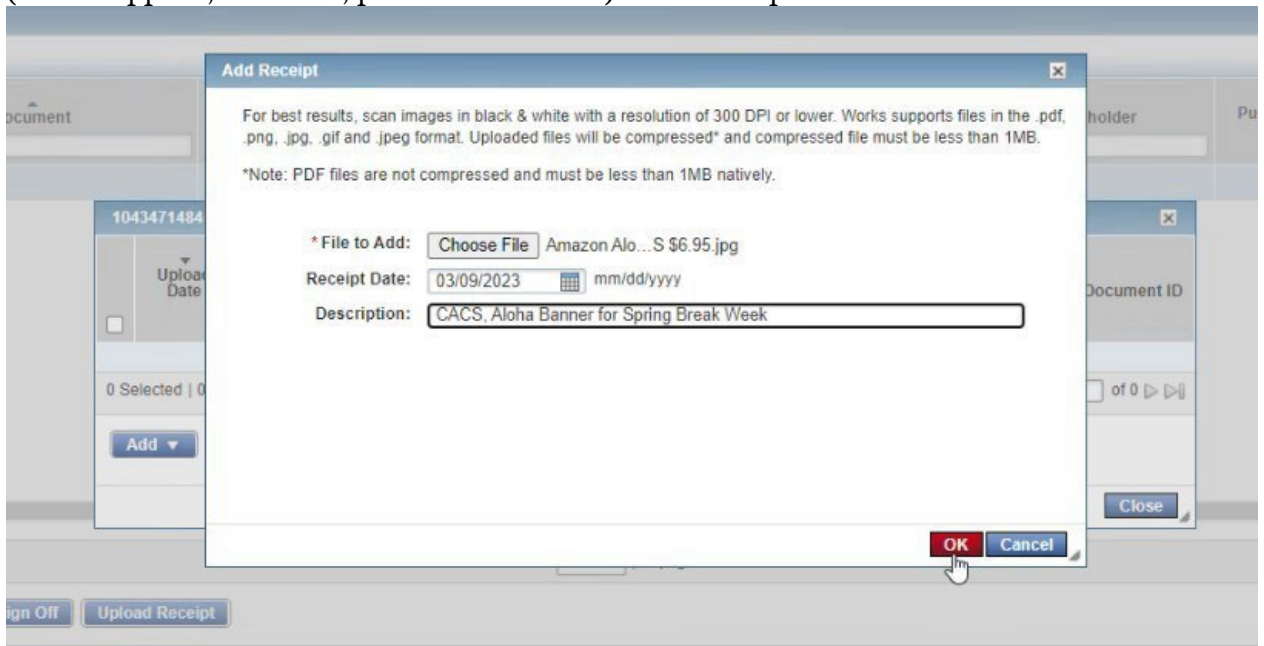 Add Receipt
For best results, scan images in black & white with a resolution of 300 DPI or lower. Works supports files in the .pdf,
.png, .jpg, .gif and .jpeg format. Uploaded files will be compressed* and compressed file must be less than 1MB.
*Note: PDF files are not compressed and must be less than 1MB natively.
ocument
holder
Pu
1043471484
Upload
Date
Document ID
* File to Add: Choose File Amazon Alo...S $6.95.jpg
Receipt Date: 03/09/2023 mm/dd/yyyy
Description: CACS, Aloha Banner for Spring Break Week
0 Selected | 0
of 0
Add
Close
OK Cancel
ign Off Upload Receipt